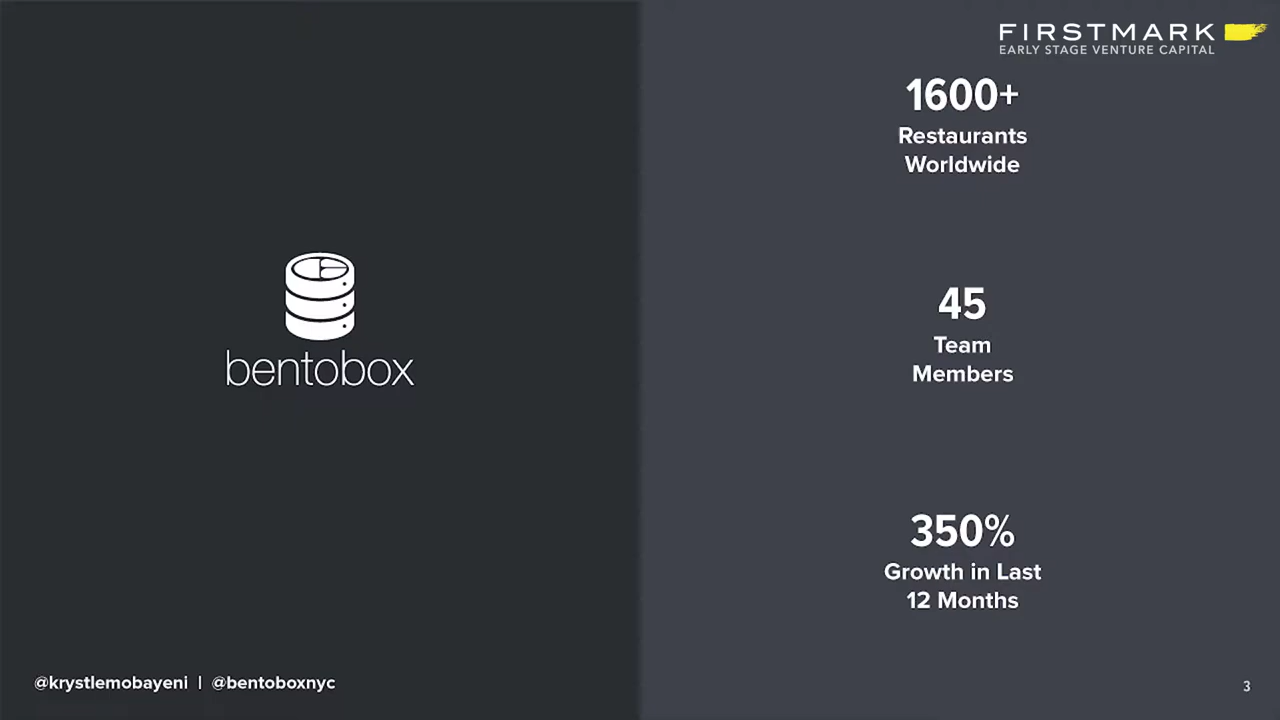 FIRSTMARK
EARLY STAGE VENTURE CAPITAL
1600+
Restaurants
Worldwide
bentobox
45
Team
Members
350%
Growth in Last
12 Months
@krystlemobayeni | @bentoboxnyc
3